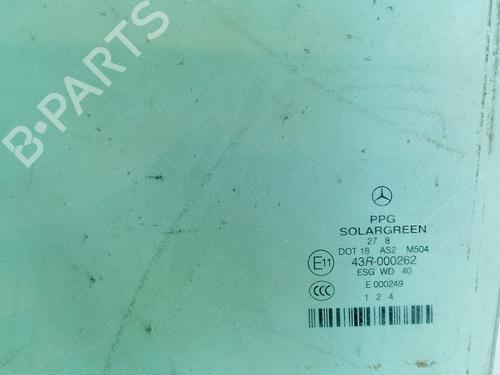 B-PARTS
PPG
SOLARGREEN
27 8
DOT 18 AS2 M504
E11 43R-000262
ESG WD 40
CCC E 000249
1 2 4